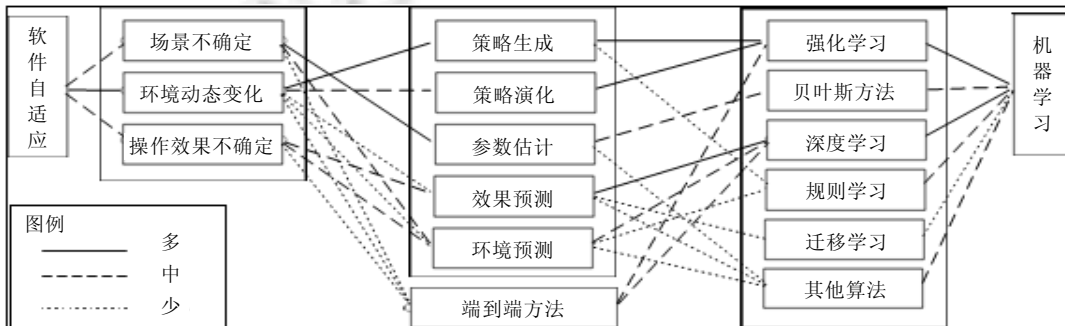 软件自适应
场景不确定
环境动态变化
操作效果不确定
策略生成
策略演化
参数估计
效果预测
环境预测
端到端方法
强化学习
贝叶斯方法
深度学习
规则学习
迁移学习
其他算法
机器学习
图例
多
中
少